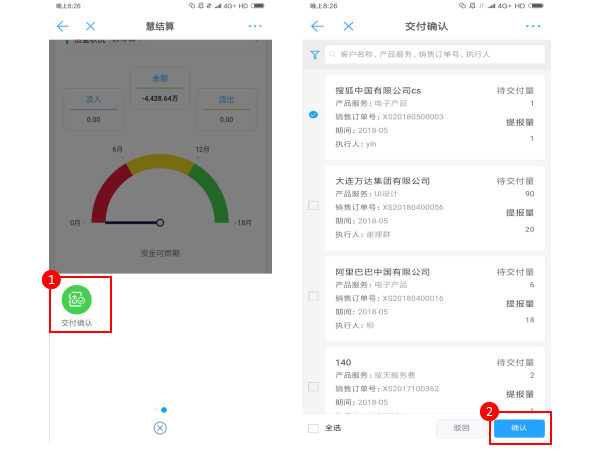 晚上8:26
4G+ HD
慧结算
余额
-4,428.64万
流入
0.00
流出
0.00
6月
12月
0月
18月
资金可燃期
1
交付确认
晚上8:26
4G+ HD
交付确认
客户名称、产品服务、销售订单号、执行人
搜狐中国有限公司cs
待交付量
产品服务：电子产品
1
销售订单号：XS20180500003
提报量
期间：2018-05
1
执行人：yih
大连万达集团有限公司
待交付量
产品服务：UI设计
90
销售订单号：XS20180400056
提报量
期间：2018-05
20
执行人：谢理群
阿里巴巴中国有限公司
待交付量
产品服务：电子产品
6
销售订单号：XS20180400016
提报量
期间：2018-05
18
执行人：相
140
待交付量
产品服务：按天服务费
2
销售订单号：XS2017100362
提报量
期间：2018-05
2
全选
驳回
确认